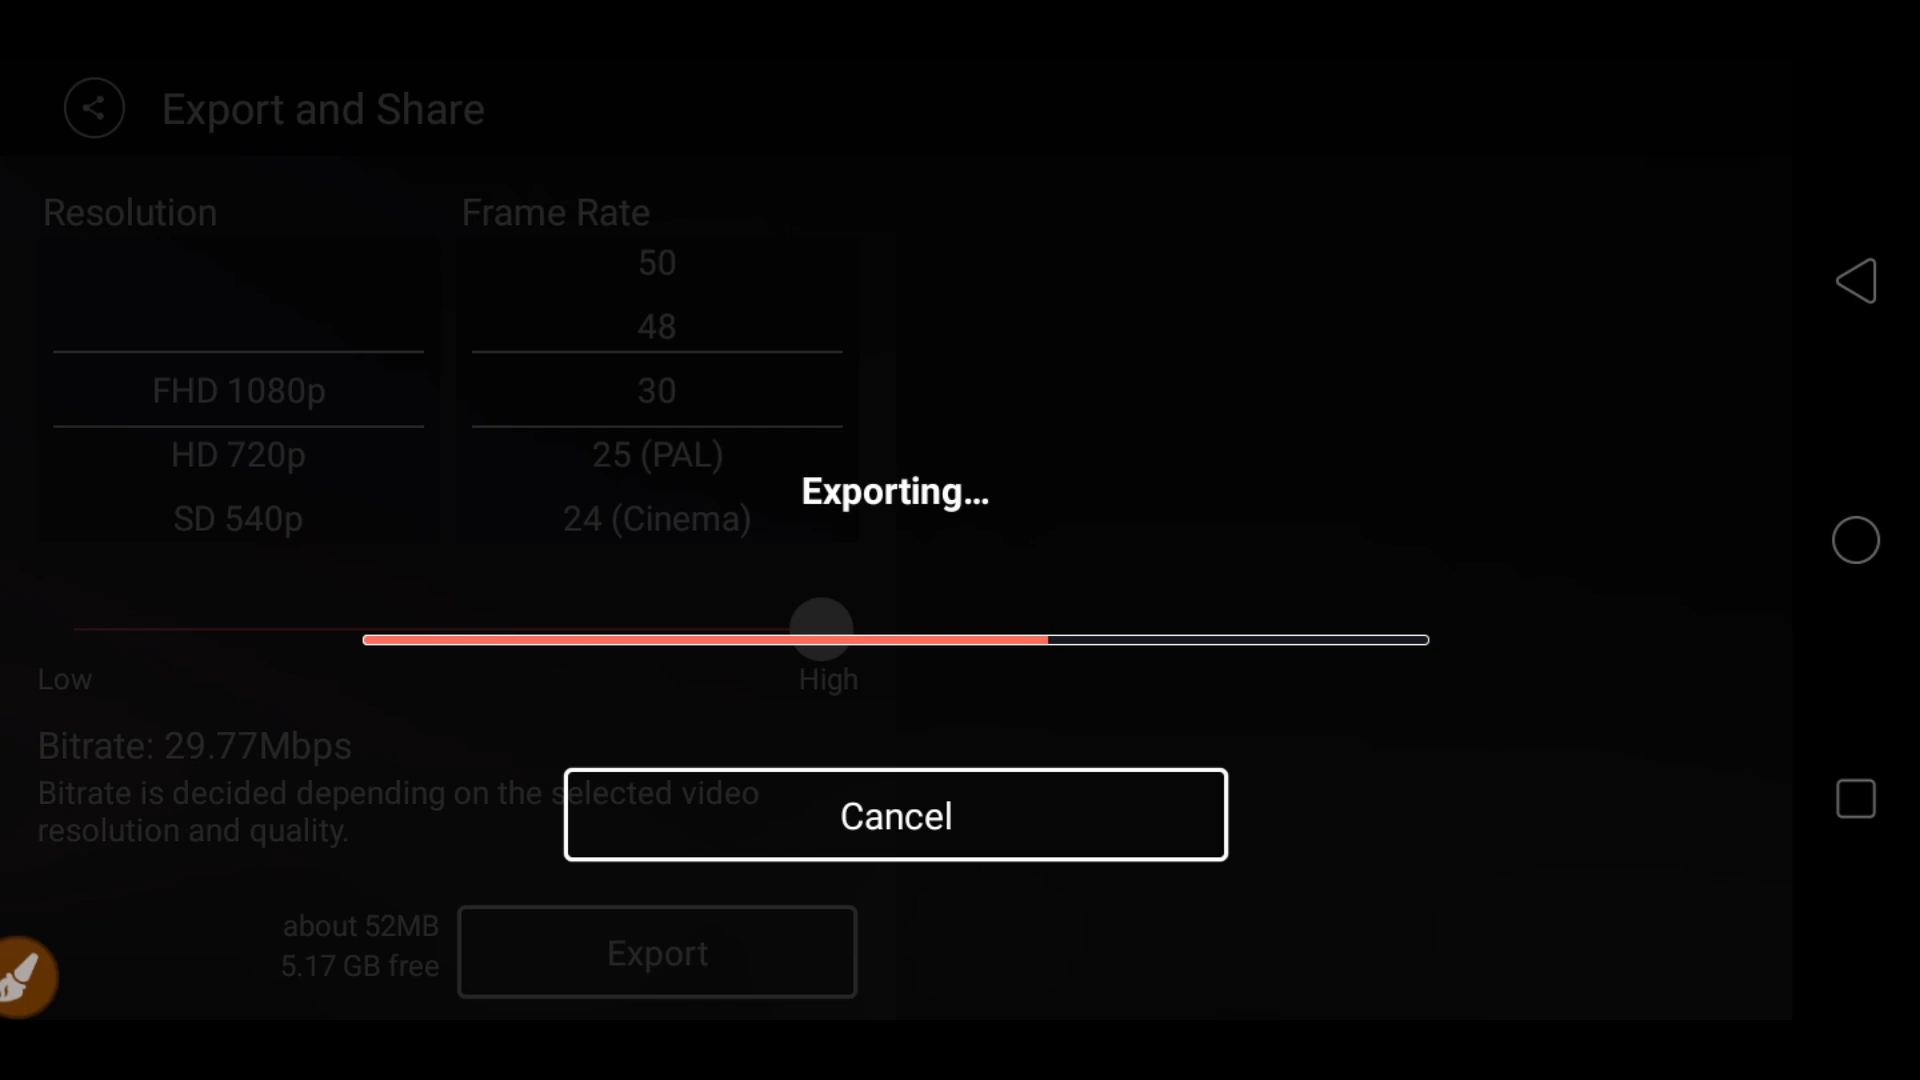 Export and Share
Resolution
Frame Rate
50
48
FHD 1080p
30
HD 720p
25 (PAL)
Exporting...
SD 540p
24 (Cinema)
Low
High
Bitrate: 29.77Mbps
Bitrate is decided depending on the selected video
resolution and quality.
Cancel
about 52MB
5.17 GB free
Export